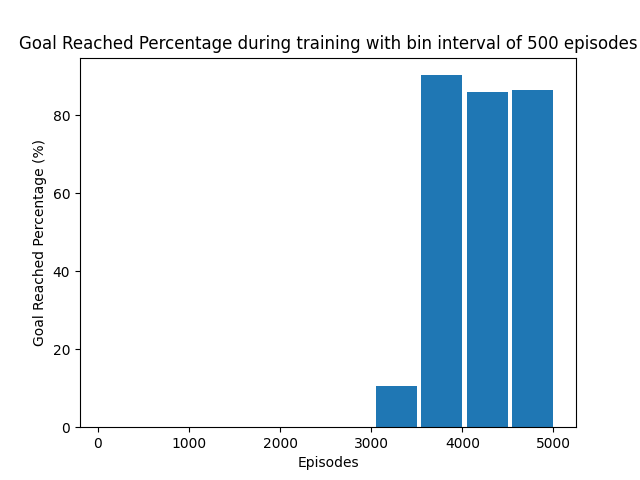 Goal Reached Percentage during training with bin interval of 500 episodes
Goal Reached Percentage (%)
80
60
40
20
0
0 1000 2000 3000 4000 5000
Episodes